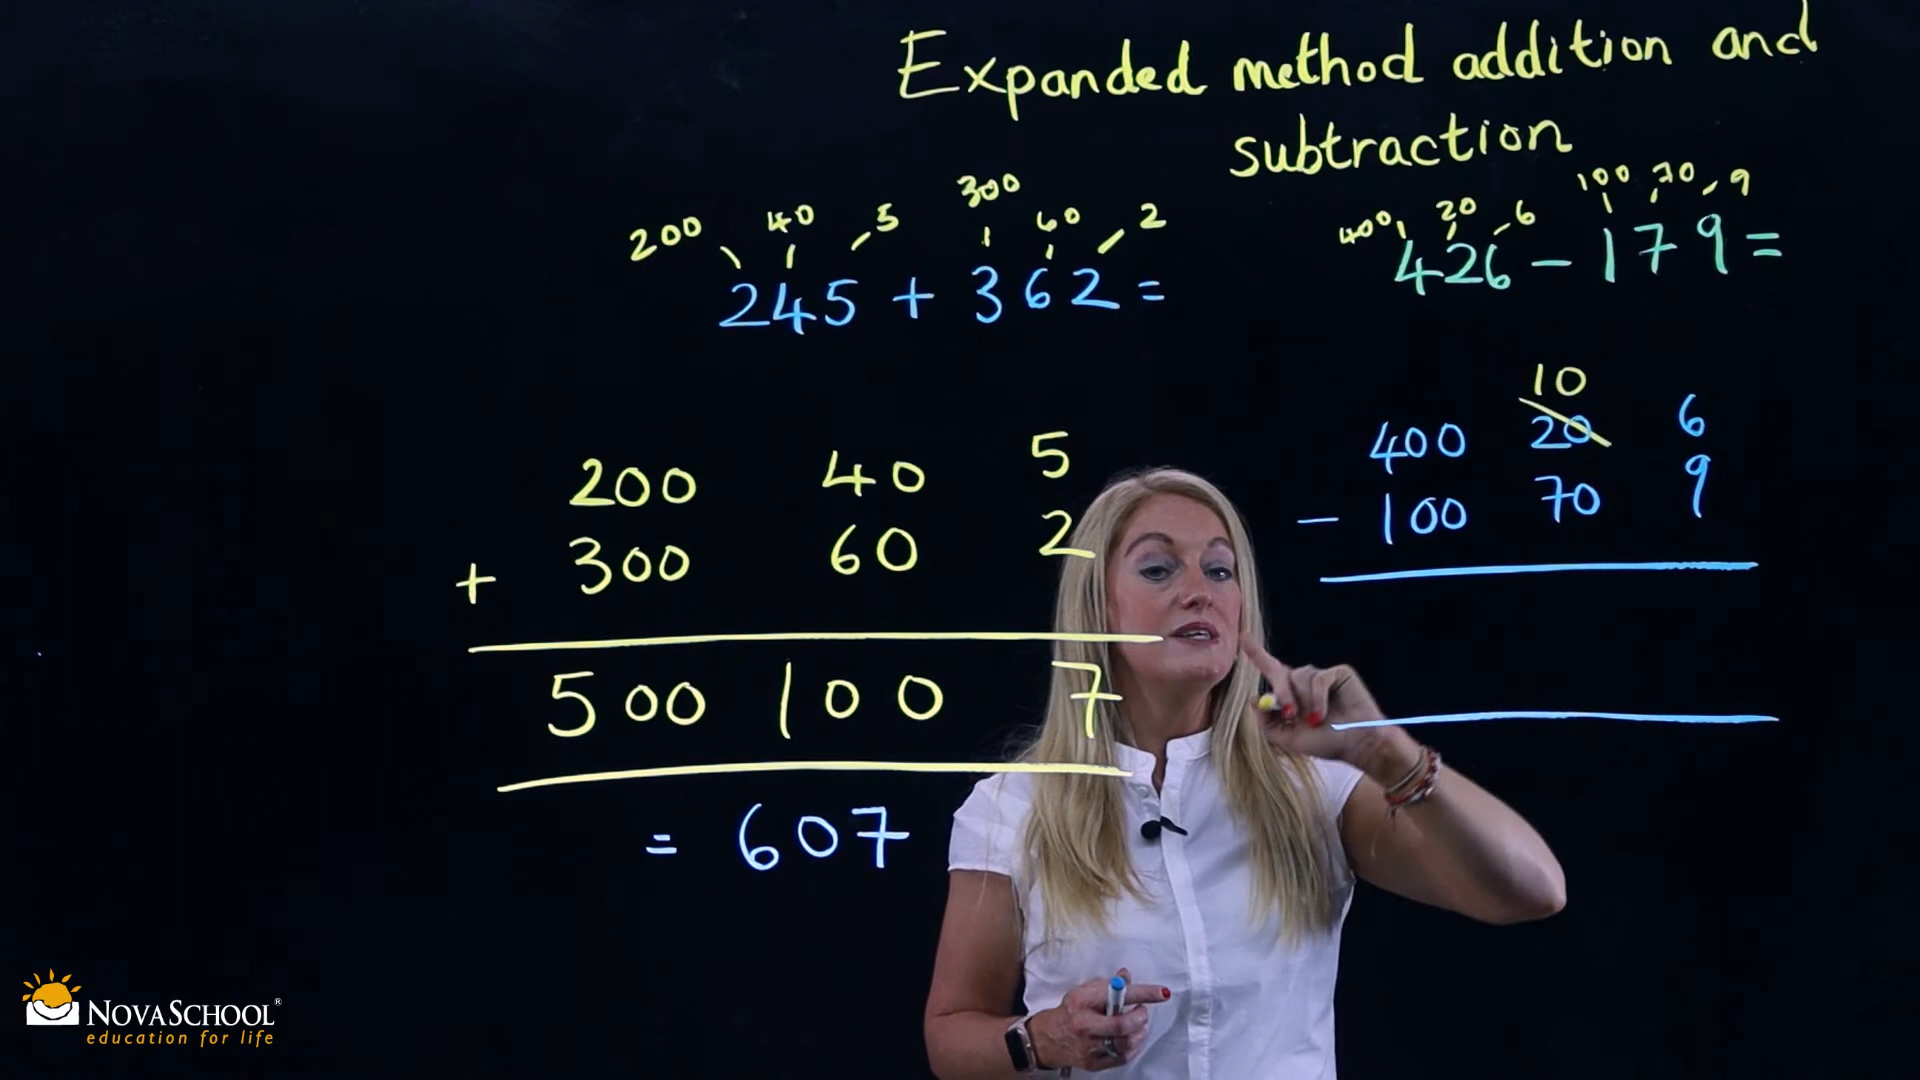 Expanded method addition and
subtraction
200 40 5 300 60 2
245 + 362 =
400 20 6 100 70 9
426 - 179 =
200 40 5
+ 300 60 2
500 100 7
= 607
10
400 20 6
- 100 70 9
NOVASCHOOL®
education for life